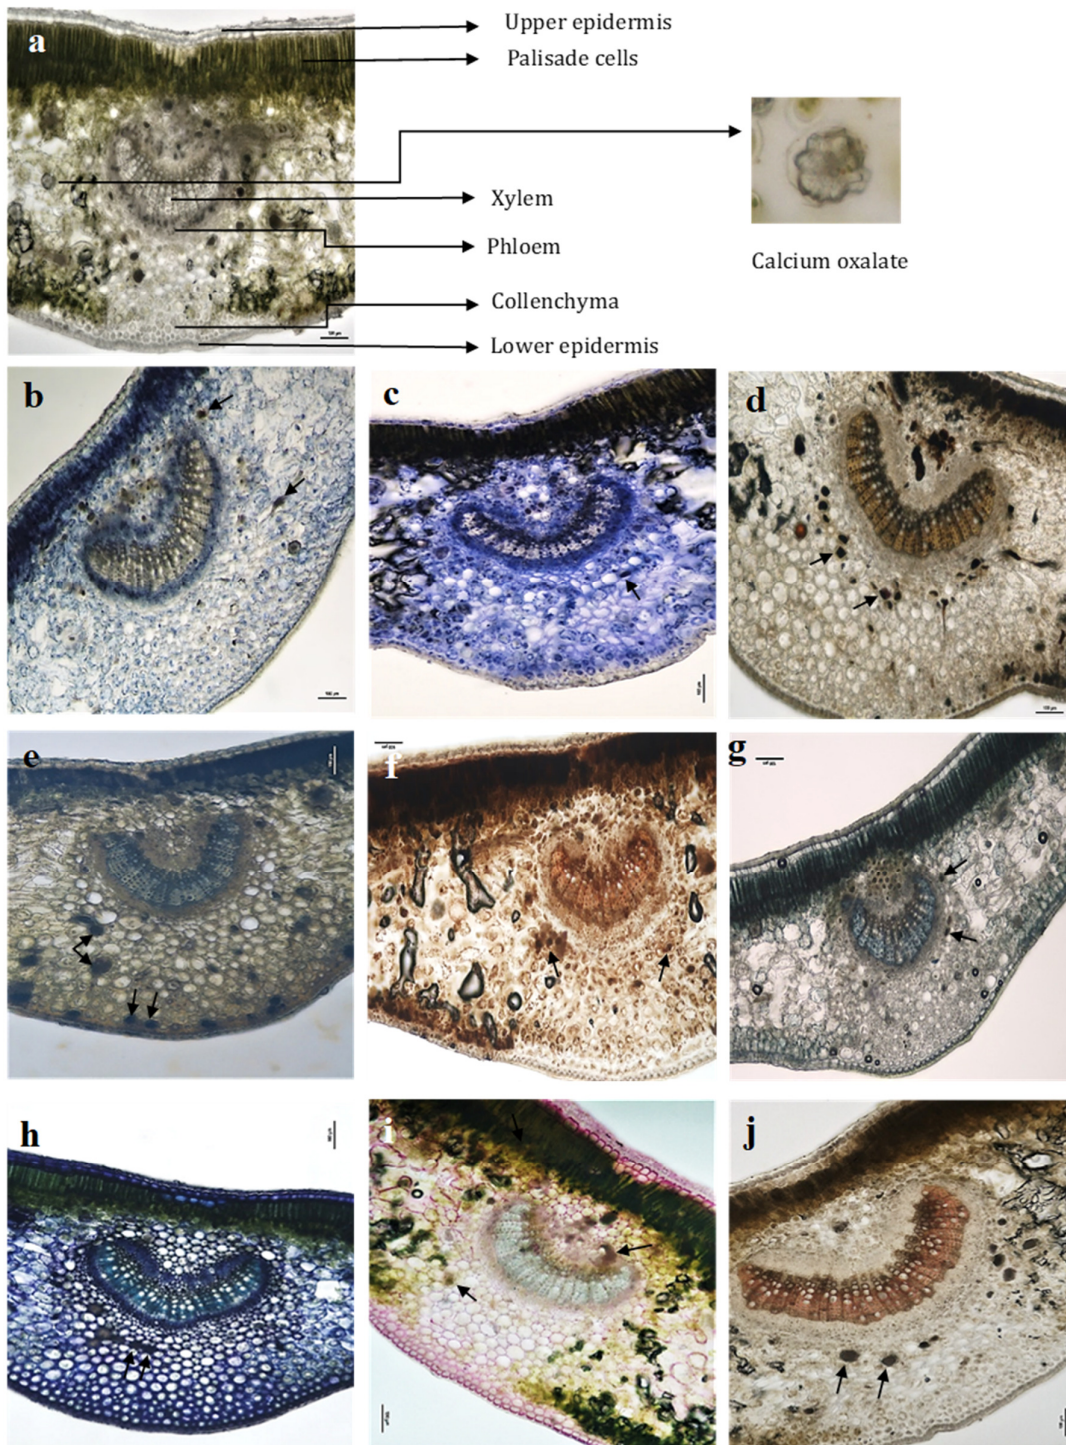 a
Upper epidermis
Palisade cells
Xylem
Phloem
Calcium oxalate
Collenchyma
Lower epidermis
b
c
d
e
f
g
h
i
j